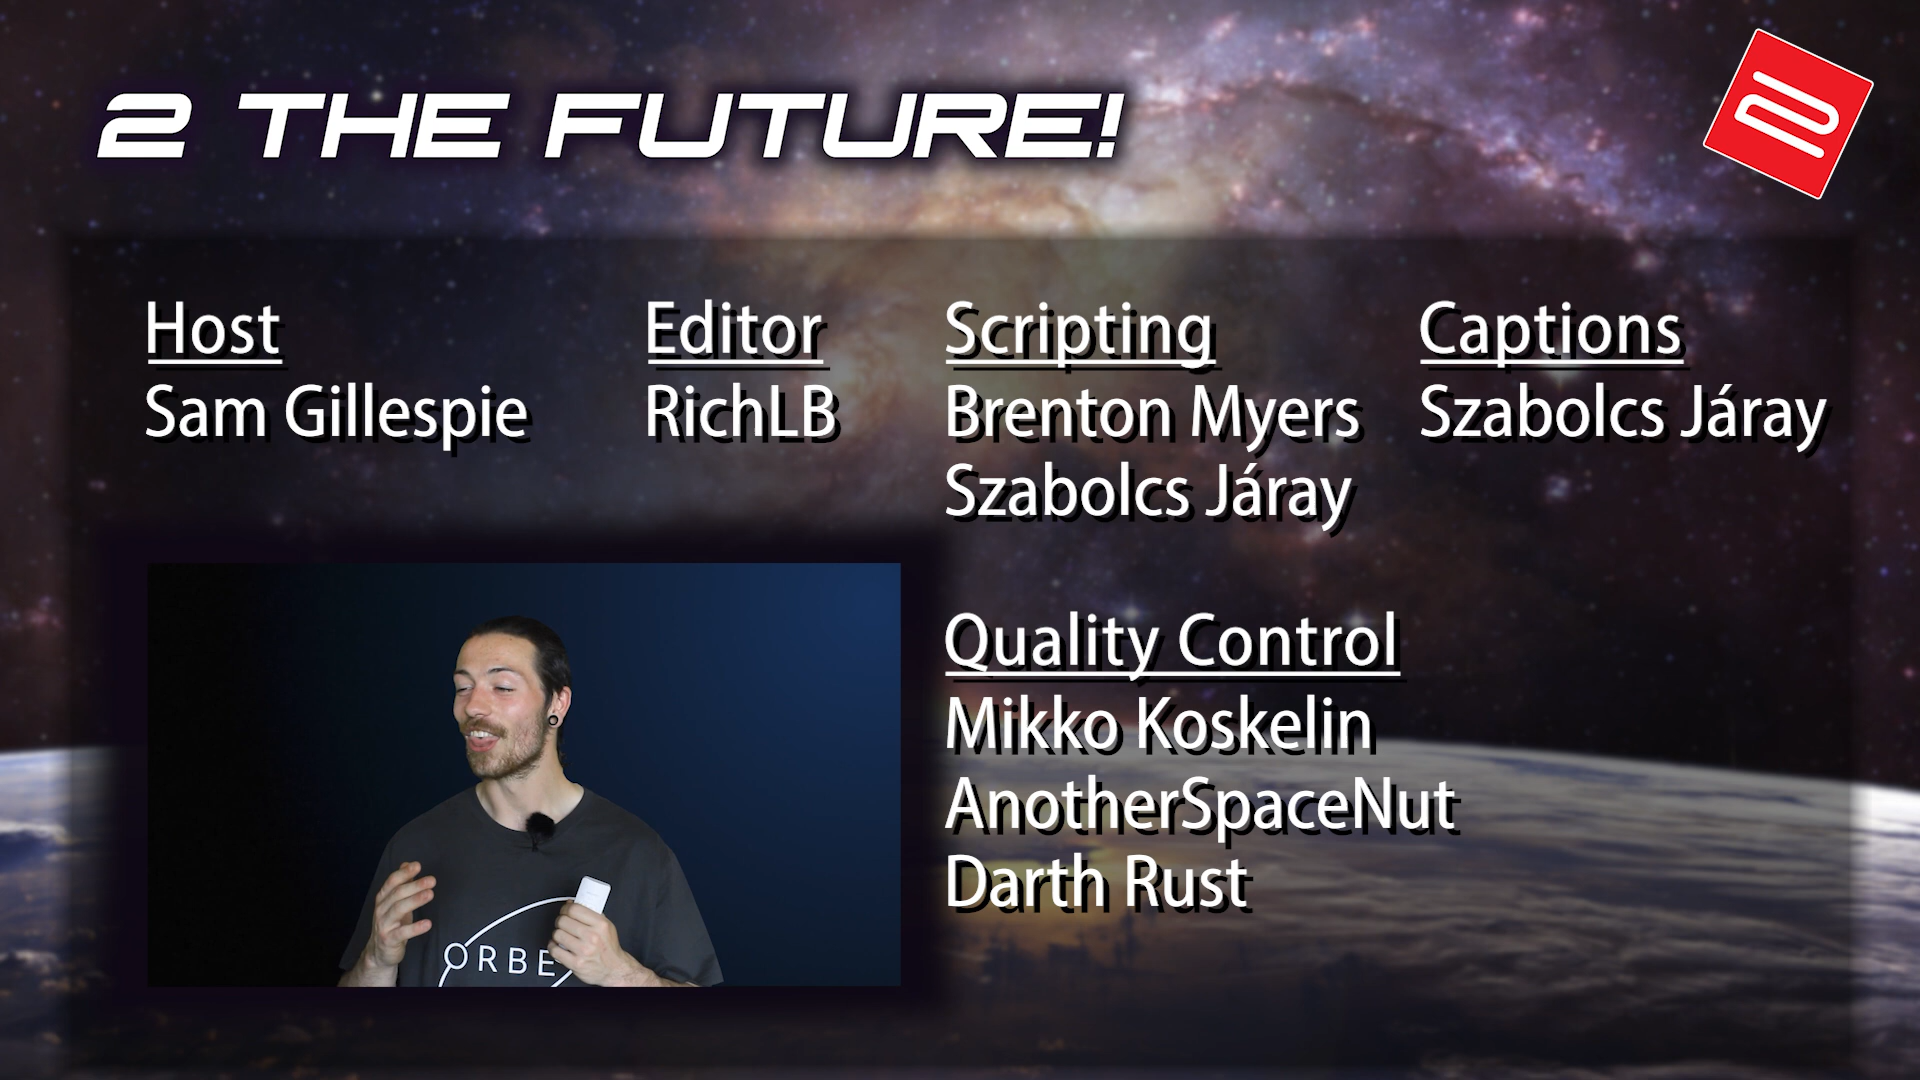 2 THE FUTURE!
Host
Sam Gillespie
Editor
RichLB
Scripting
Brenton Myers
Szabolcs Járay
Captions
Szabolcs Járay
Quality Control
Mikko Koskelin
AnotherSpaceNut
Darth Rust
ORBE